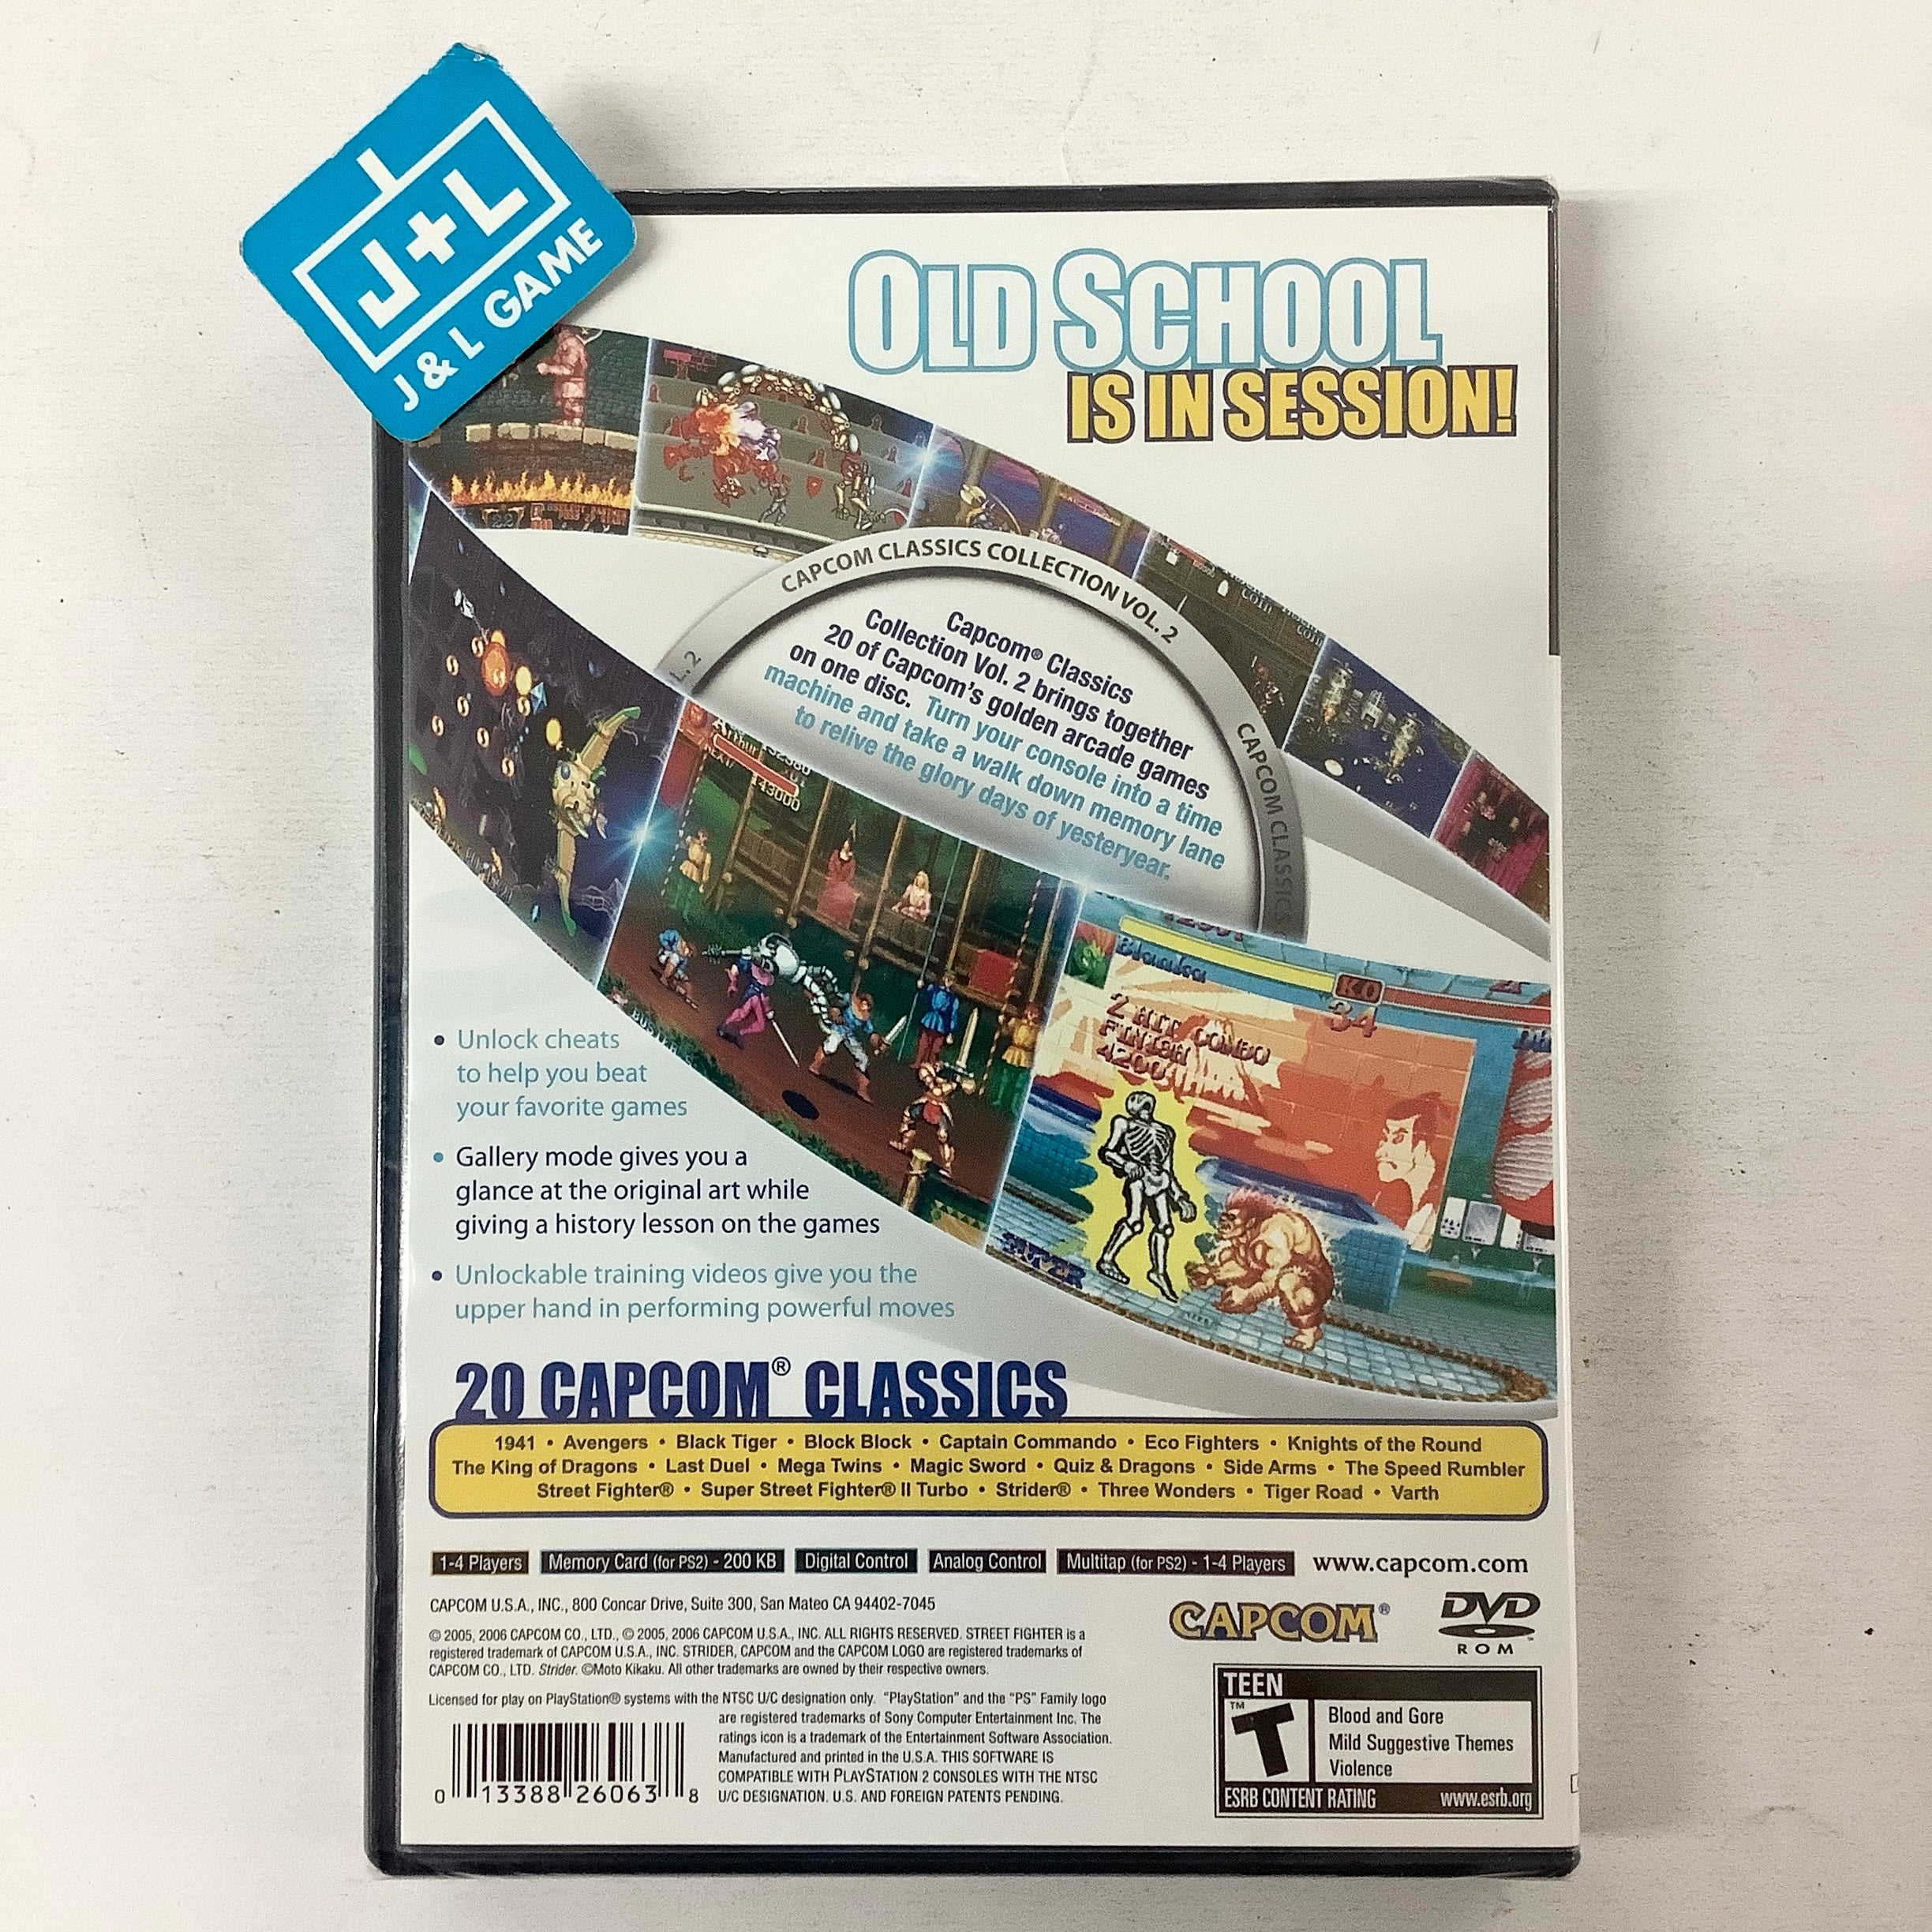 J+L
J & L GAME
OLD SCHOOL
IS IN SESSION!
CAPCOM CLASSICS COLLECTION VOL. 2
L. 2
CAPCOM CLASSICS
Capcom® Classics
Collection Vol. 2 brings together
20 of Capcom's golden arcade games
on one disc. Turn your console into a time
machine and take a walk down memory lane
to relive the glory days of yesteryear.
Arthur
43000
Blanka
KO
34
2 HIT COMBO
FINISH
4200
SUPER
• Unlock cheats
to help you beat
your favorite games
• Gallery mode gives you a
glance at the original art while
giving a history lesson on the games
• Unlockable training videos give you the
upper hand in performing powerful moves
20 CAPCOM® CLASSICS
1941 • Avengers • Black Tiger • Block Block • Captain Commando • Eco Fighters • Knights of the Round
The King of Dragons • Last Duel • Mega Twins • Magic Sword • Quiz & Dragons • Side Arms • The Speed Rumbler
Street Fighter® • Super Street Fighter® II Turbo • Strider® • Three Wonders • Tiger Road • Varth
1-4 Players Memory Card (for PS2) - 200 KB Digital Control Analog Control Multitap (for PS2) - 1-4 Players www.capcom.com
CAPCOM U.S.A., INC., 800 Concar Drive, Suite 300, San Mateo CA 94402-7045
© 2005, 2006 CAPCOM CO., LTD., © 2005, 2006 CAPCOM U.S.A., INC. ALL RIGHTS RESERVED. STREET FIGHTER is a
registered trademark of CAPCOM U.S.A., INC. STRIDER, CAPCOM and the CAPCOM LOGO are registered trademarks of
CAPCOM CO., LTD. Strider. ©Moto Kikaku. All other trademarks are owned by their respective owners.
Licensed for play on PlayStation® systems with the NTSC U/C designation only. "PlayStation" and the "PS" Family logo
are registered trademarks of Sony Computer Entertainment Inc. The
ratings icon is a trademark of the Entertainment Software Association.
Manufactured and printed in the U.S.A. THIS SOFTWARE IS
COMPATIBLE WITH PLAYSTATION 2 CONSOLES WITH THE NTSC
U/C DESIGNATION. U.S. AND FOREIGN PATENTS PENDING.
0 13388 26063 8
CAPCOM®
DVD
ROM
TEEN
T™
Blood and Gore
Mild Suggestive Themes
Violence
ESRB CONTENT RATING www.esrb.org